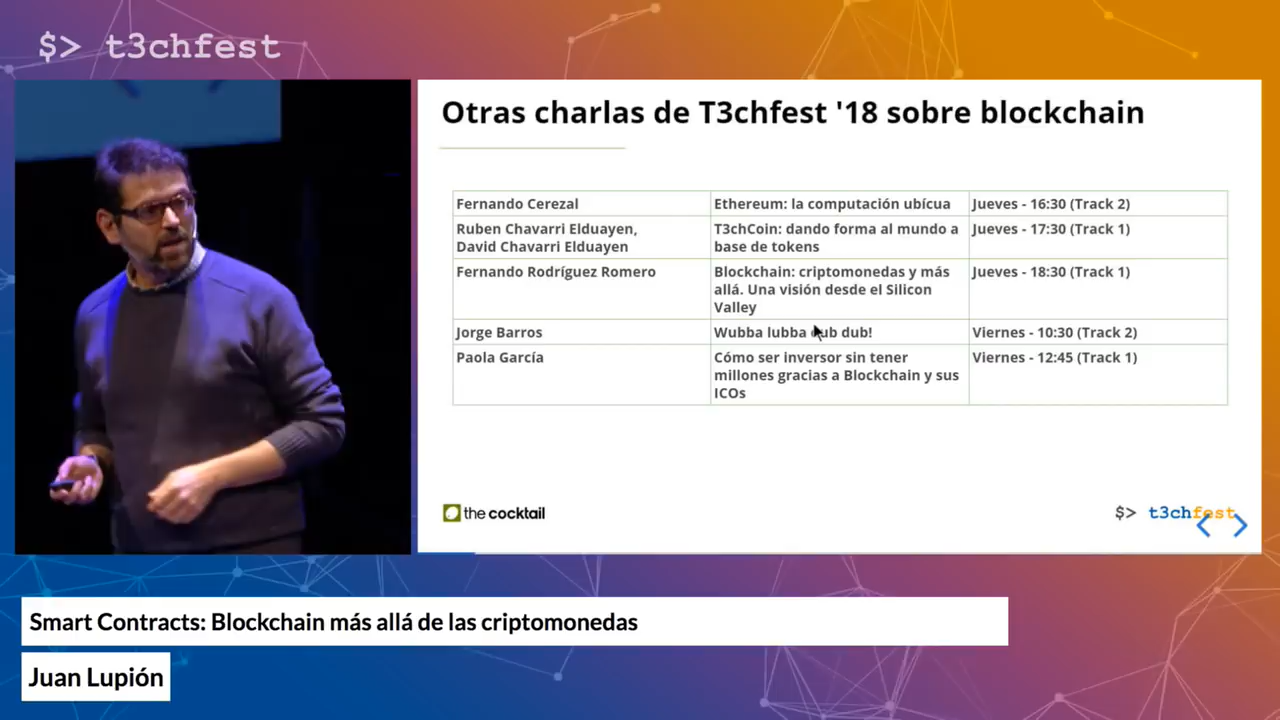 $> t3chfest
Otras charlas de T3chfest '18 sobre blockchain
Fernando Cerezal
Ethereum: la computación ubícua
Jueves - 16:30 (Track 2)
Ruben Chavarri Elduayen,
David Chavarri Elduayen
T3chCoin: dando forma al mundo a
base de tokens
Jueves - 17:30 (Track 1)
Fernando Rodríguez Romero
Blockchain: criptomonedas y más
allá. Una visión desde el Silicon
Valley
Jueves - 18:30 (Track 1)
Jorge Barros
Wubba lubba dub dub!
Viernes - 10:30 (Track 2)
Paola García
Cómo ser inversor sin tener
millones gracias a Blockchain y sus
ICOs
Viernes - 12:45 (Track 1)
the cocktail
$> t3chfest
Smart Contracts: Blockchain más allá de las criptomonedas
Juan Lupión